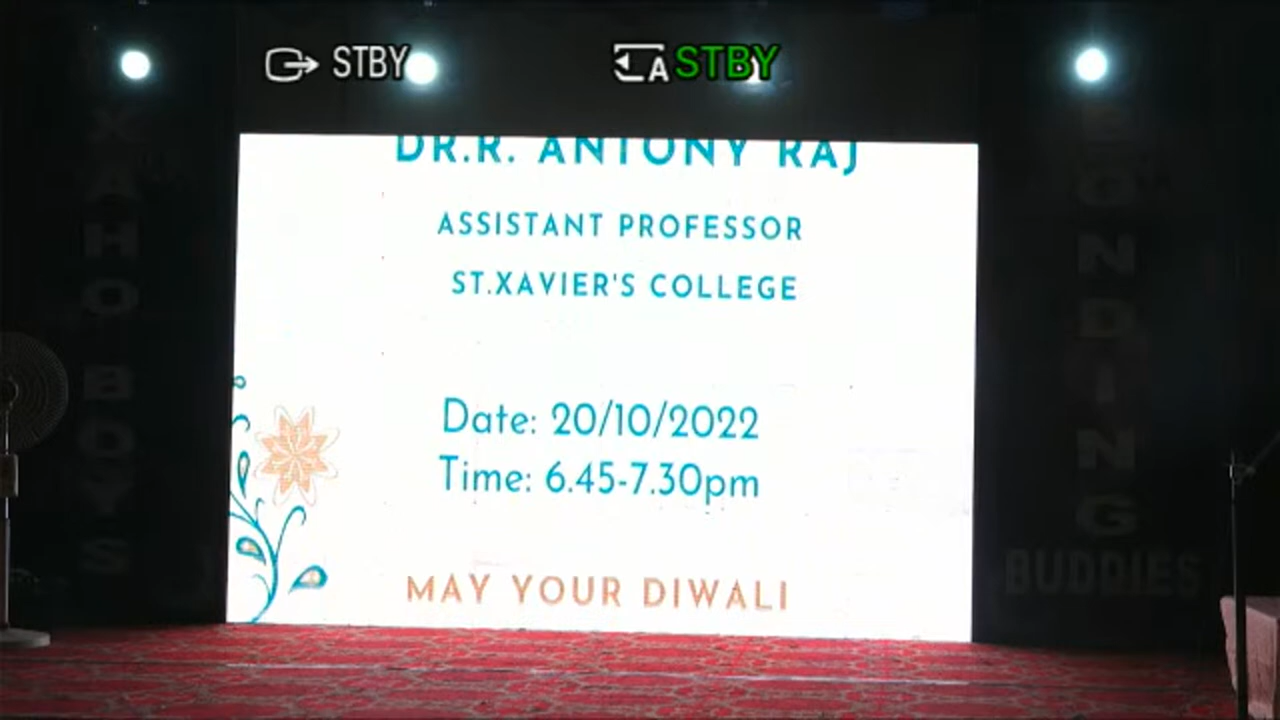 STBY
A STBY
DR.R. ANTONY RAJ
ASSISTANT PROFESSOR
ST.XAVIER'S COLLEGE
Date: 20/10/2022
Time: 6.45-7.30pm
MAY YOUR DIWALI
BUDDIES